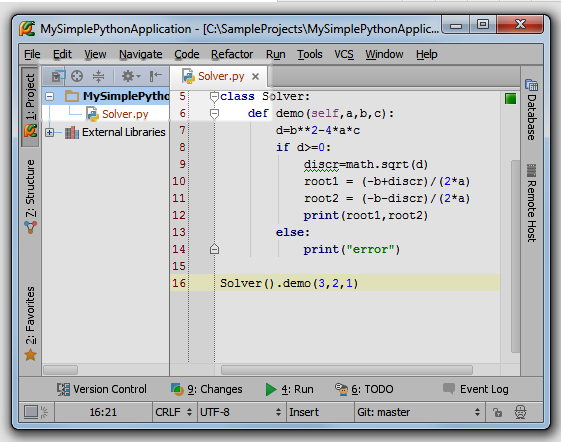 MySimplePythonApplication - [C:\SampleProjects\MySimplePythonApplic...
File Edit View Navigate Code Refactor Run Tools VCS Window Help
1: Project
7: Structure
2: Favorites
MySimplePytho
Solver.py
External Libraries
Solver.py
5 class Solver:
6 def demo(self,a,b,c):
7 d=b**2-4*a*c
8 if d>=0:
9 discr=math.sqrt(d)
10 root1 = (-b+discr)/(2*a)
11 root2 = (-b-discr)/(2*a)
12 print(root1,root2)
13 else:
14 print("error")
15
16 Solver().demo(3,2,1)
Database
Remote Host
Version Control 9: Changes 4: Run 6: TODO Event Log
16:21 CRLF UTF-8 Insert Git: master